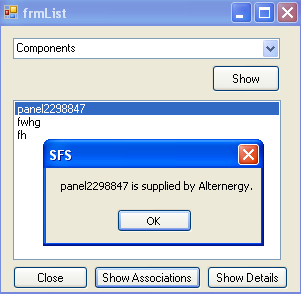 frmList
Components
Show
panel2298847
fwhg
fh
SFS
panel2298847 is supplied by Alternergy.
OK
Close
Show Associations
Show Details